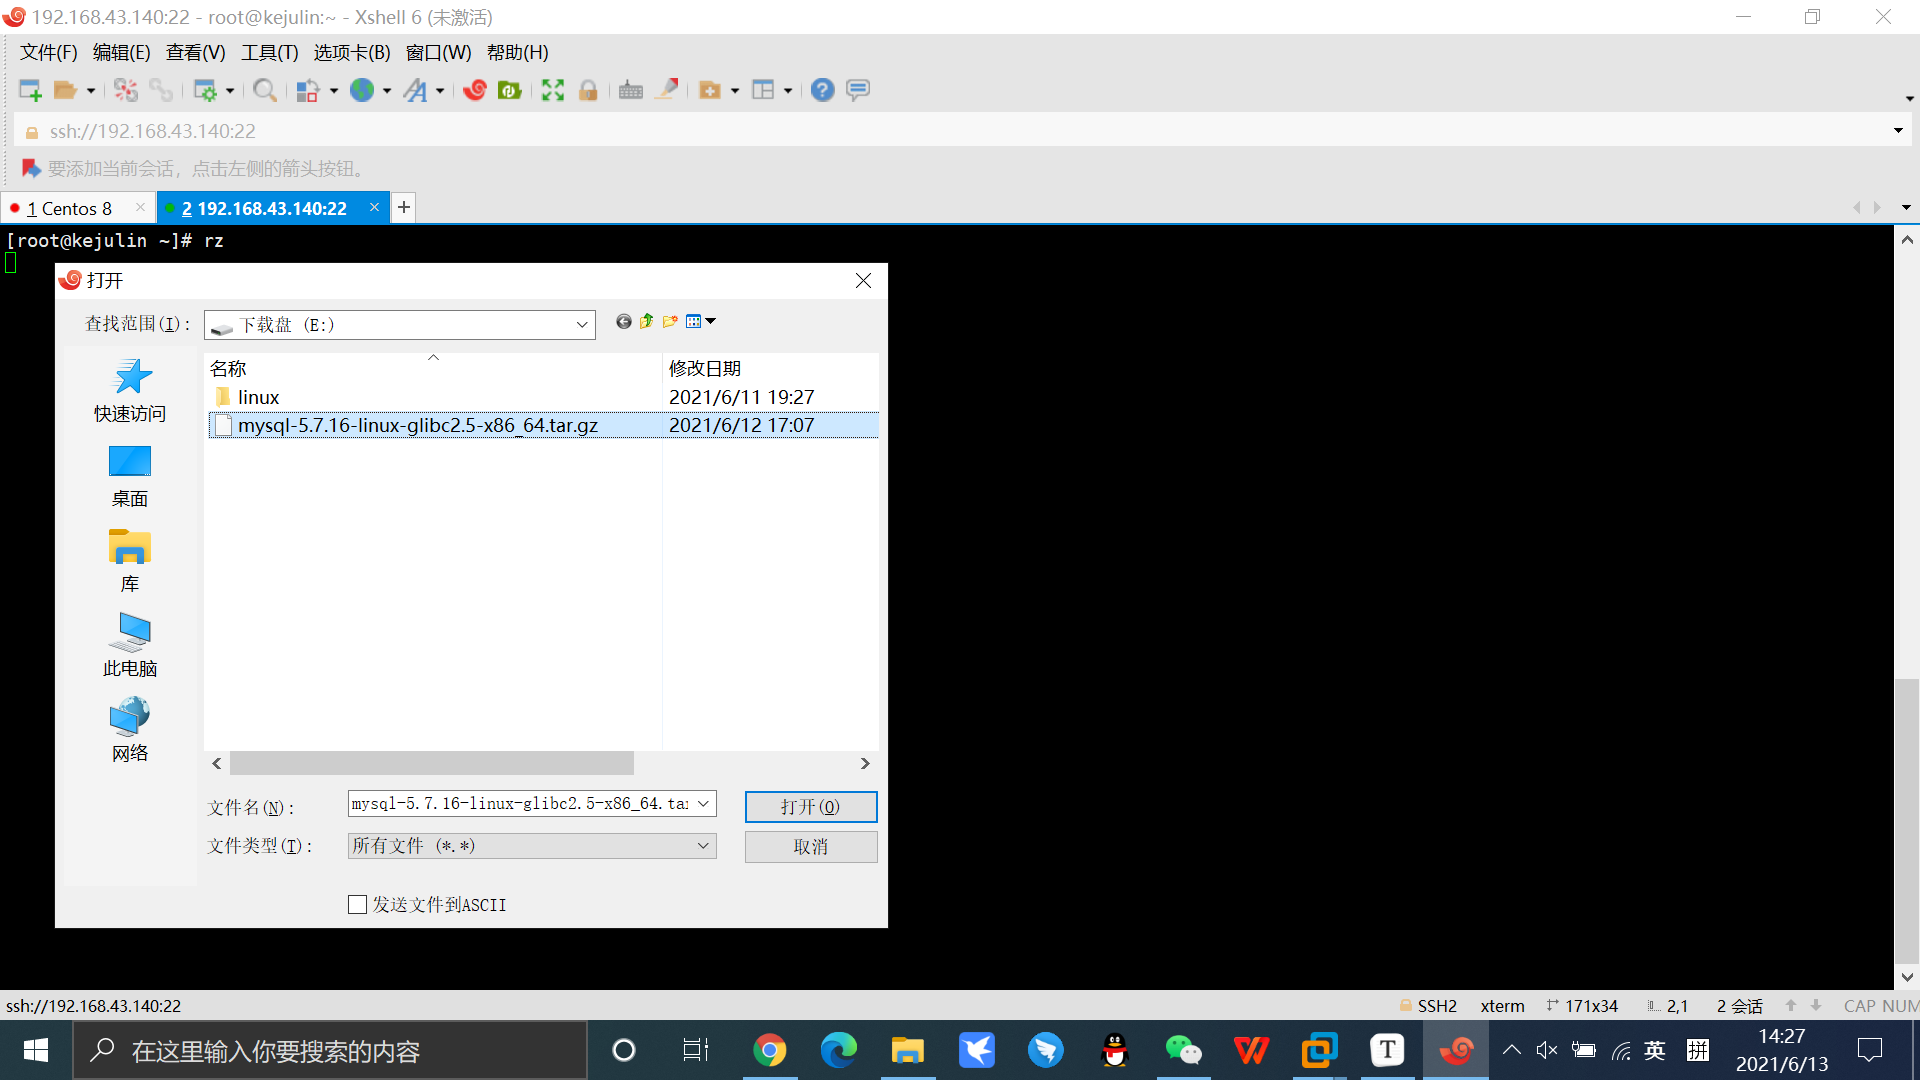 192.168.43.140:22 - root@kejulin:~ - Xshell 6 (未激活)
文件(F) 编辑(E) 查看(V) 工具(T) 选项卡(B) 窗口(W) 帮助(H)
ssh://192.168.43.140:22
要添加当前会话，点击左侧的箭头按钮。
1 Centos 8
2 192.168.43.140:22
[root@kejulin ~]# rz
打开
查找范围(I): 下载盘 (E:)
名称 修改日期
linux 2021/6/11 19:27
mysql-5.7.16-linux-glibc2.5-x86_64.tar.gz 2021/6/12 17:07
快速访问
桌面
库
此电脑
网络
文件名(N): mysql-5.7.16-linux-glibc2.5-x86_64.tar 打开(O)
文件类型(T): 所有文件 (*.*) 取消
发送文件到ASCII
ssh://192.168.43.140:22 SSH2 xterm 171x34 2,1 2 会话 CAP NUM
在这里输入你要搜索的内容
英 拼 14:27
2021/6/13